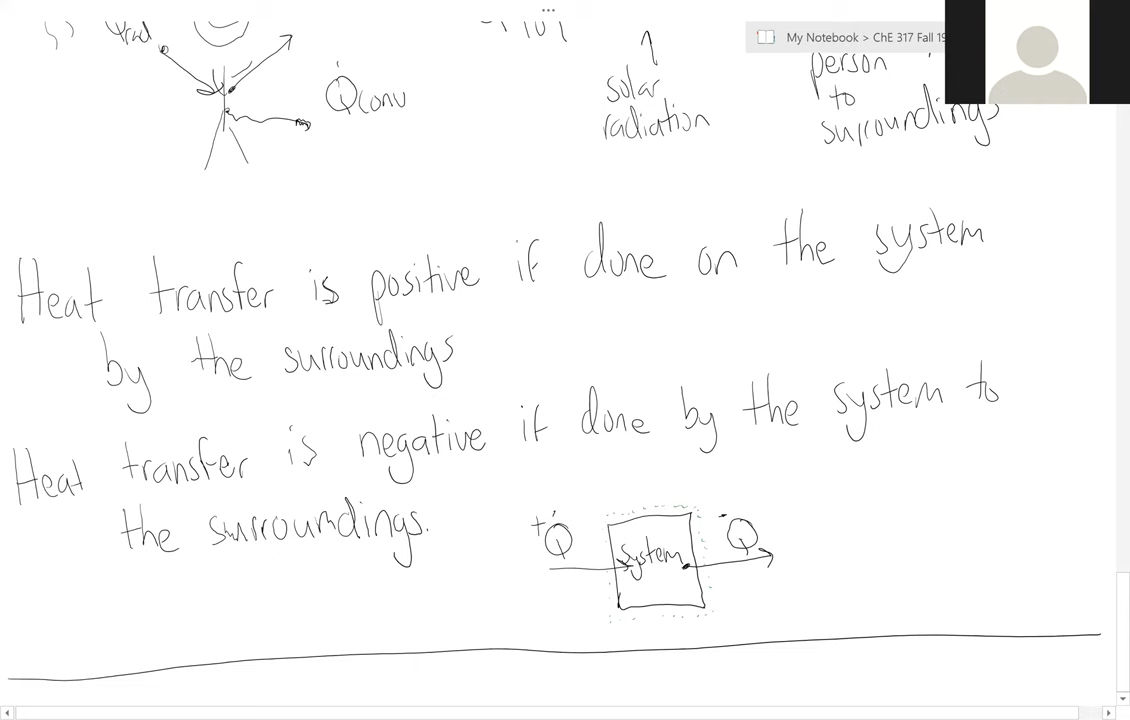 Q̇rad
My Notebook > ChE 317 Fall 19
Q̇conv
solar
radiation
person
to
surroundings
Heat transfer is positive if done on the system
by the surroundings
Heat transfer is negative if done by the system to
the surroundings.
+Q̇
system
-Q